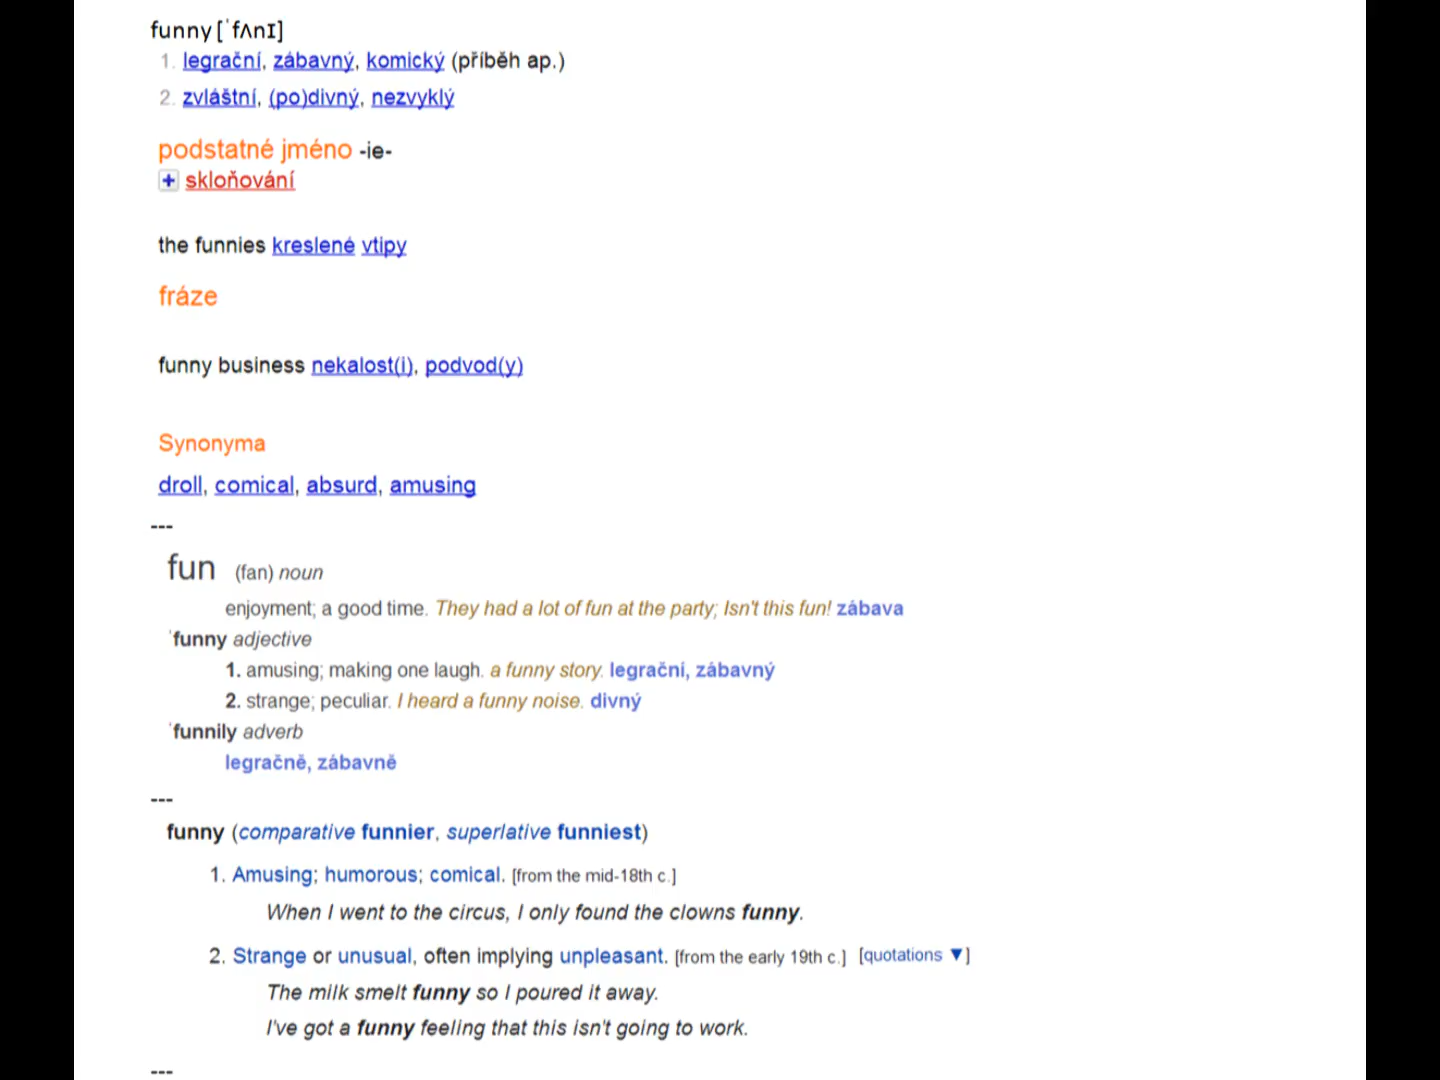 funny [ˈfʌnɪ]
1. legrační, zábavný, komický (příběh ap.)
2. zvláštní, (po)divný, nezvyklý
podstatné jméno -ie-
+ skloňování
the funnies kreslené vtipy
fráze
funny business nekalost(i), podvod(y)
Synonyma
droll, comical, absurd, amusing
---
fun (fan) noun
enjoyment; a good time. They had a lot of fun at the party; Isn't this fun! zábava
ˈfunny adjective
1. amusing; making one laugh. a funny story. legrační, zábavný
2. strange; peculiar. I heard a funny noise. divný
ˈfunnily adverb
legračně, zábavně
---
funny (comparative funnier, superlative funniest)
1. Amusing; humorous; comical. [from the mid-18th c.]
When I went to the circus, I only found the clowns funny.
2. Strange or unusual, often implying unpleasant. [from the early 19th c.] [quotations ▼]
The milk smelt funny so I poured it away.
I've got a funny feeling that this isn't going to work.
---